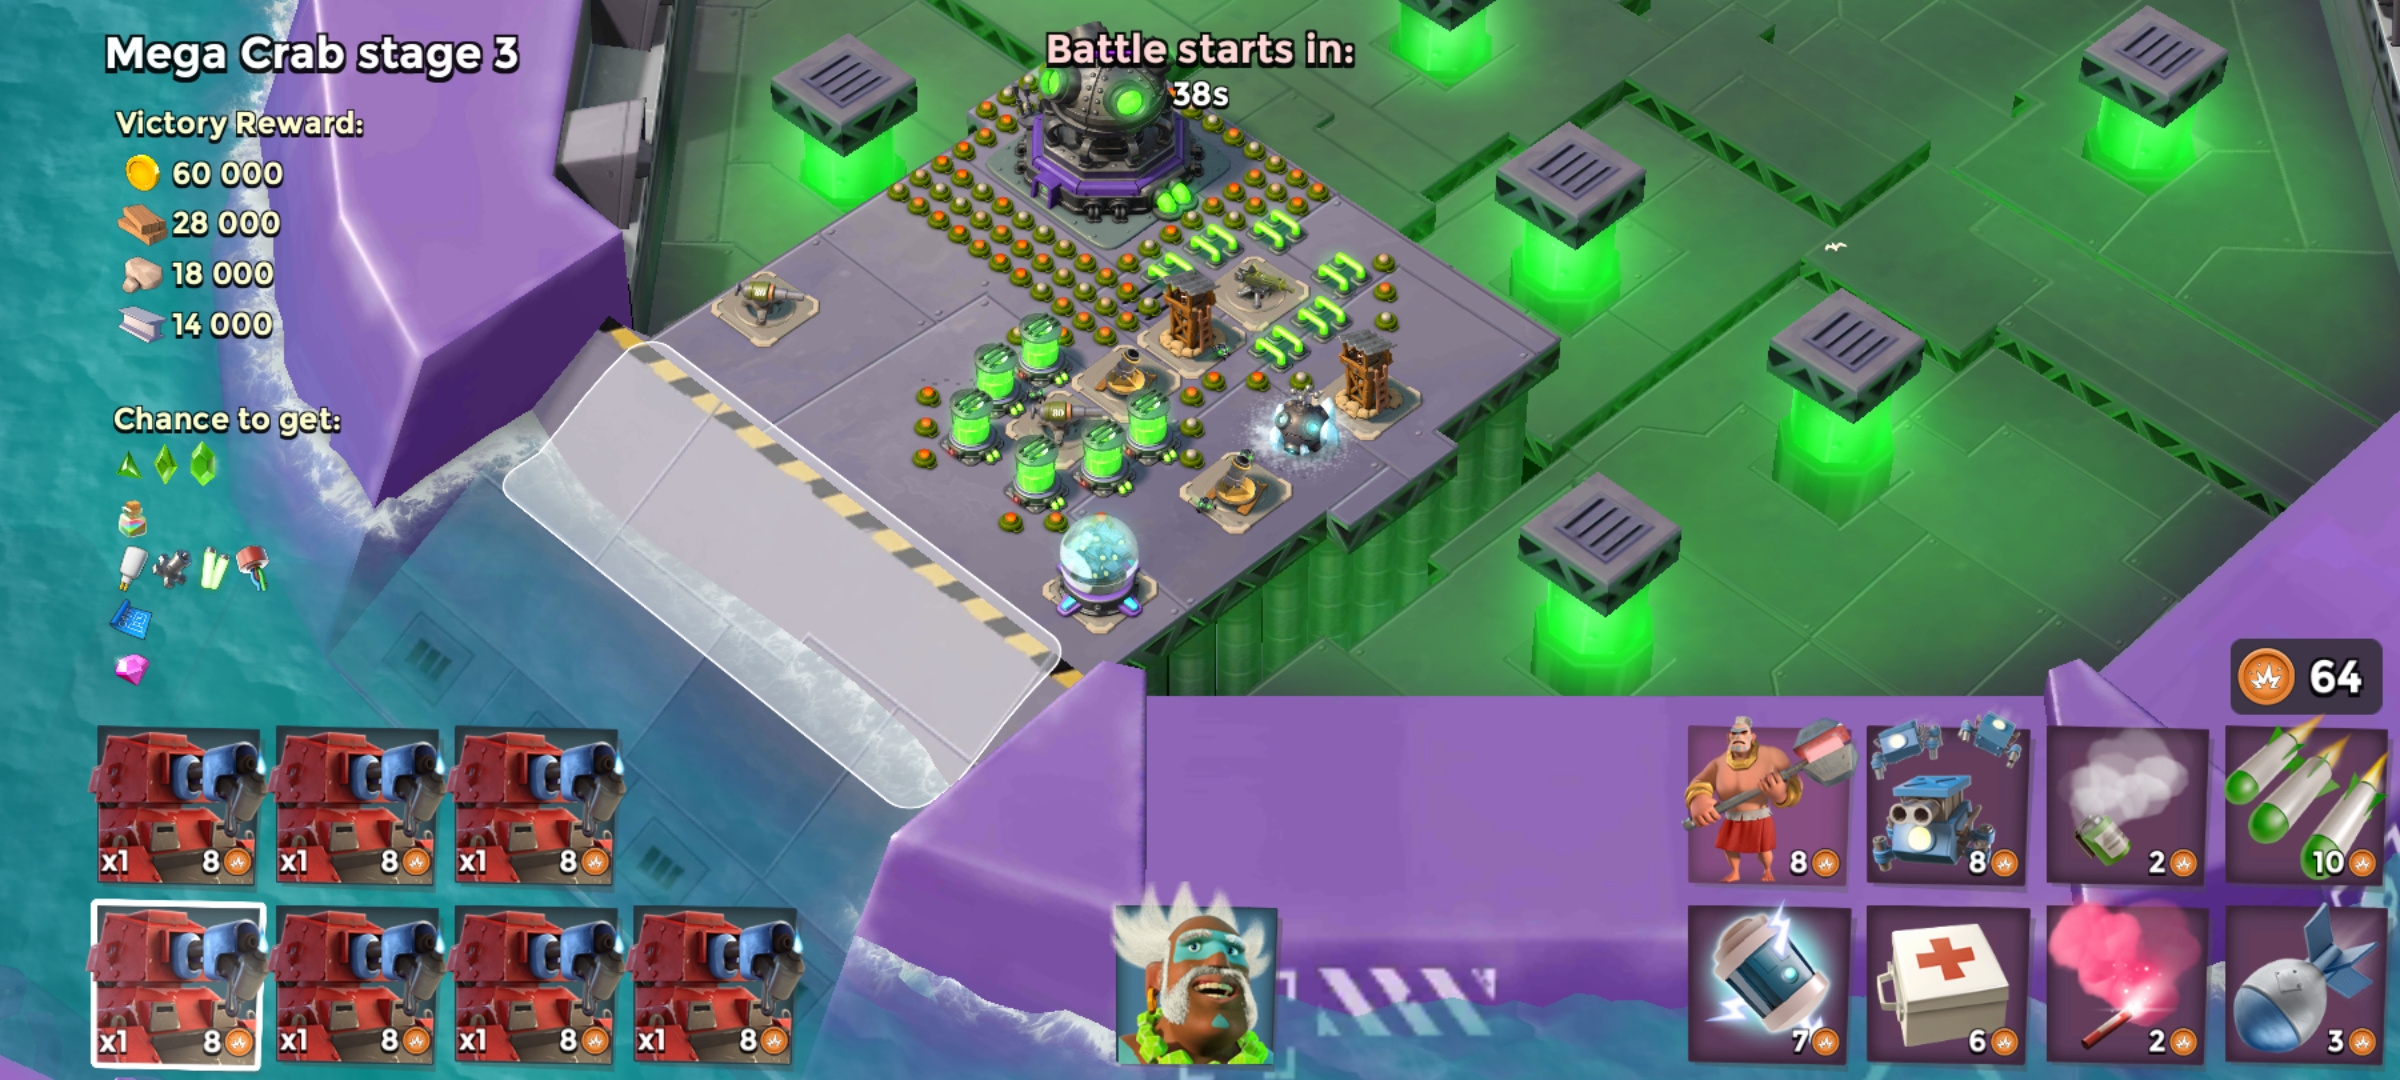 Mega Crab stage 3
Battle starts in:
38s
Victory Reward:
60 000
28 000
18 000
14 000
Chance to get:
64
x1 8
x1 8
x1 8
8
8
2
10
x1 8
x1 8
x1 8
x1 8
7
6
2
3